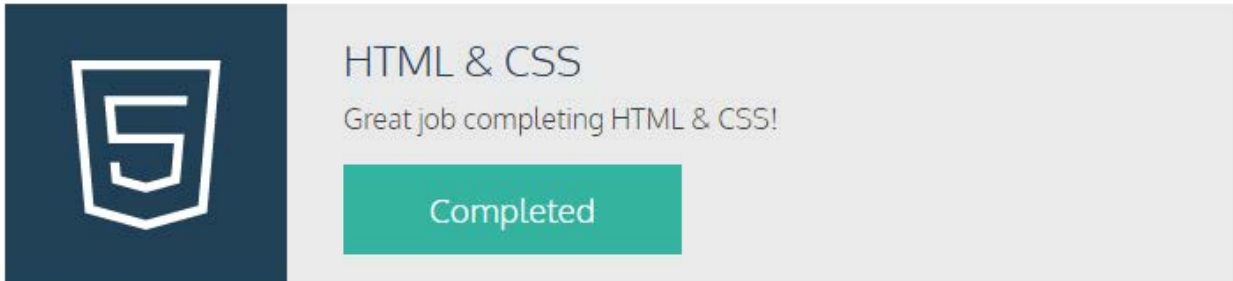 5
HTML & CSS
Great job completing HTML & CSS!
Completed